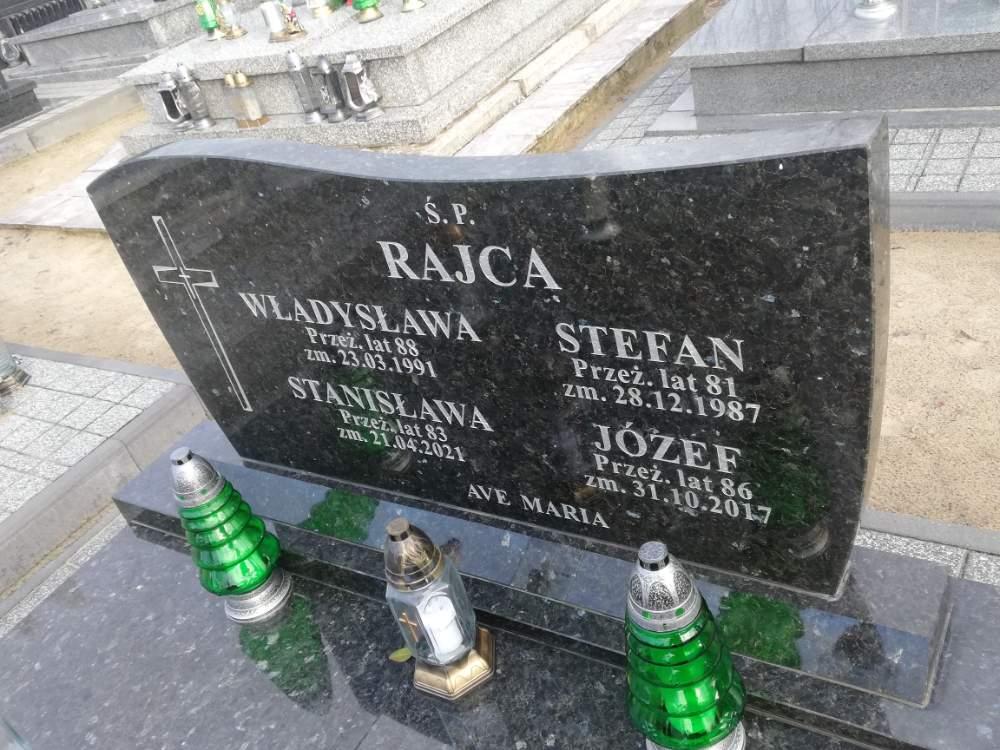 Ś. P.
RAJCA
WŁADYSŁAWA
Przeż. lat 88
zm. 23.03.1991
STEFAN
Przeż. lat 81
zm. 28.12.1987
STANISŁAWA
Przeż. lat 83
zm. 21.04.2021
JÓZEF
Przeż. lat 86
zm. 31.10.2017
AVE MARIA